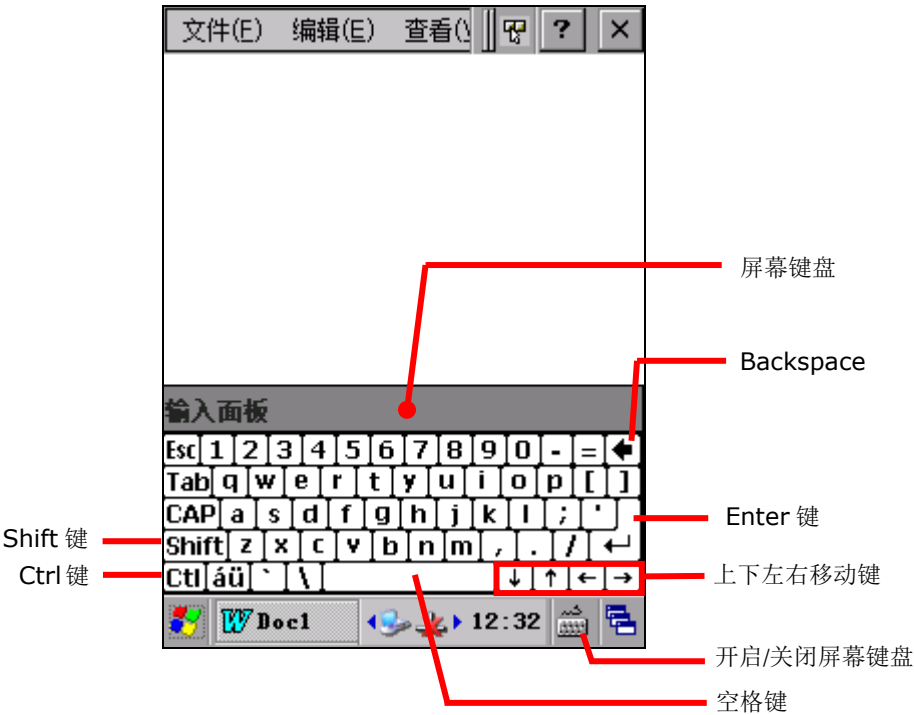 文件(F) 编辑(E) 查看(V ? ×
屏幕键盘
Backspace
输入面板
Esc 1 2 3 4 5 6 7 8 9 0 - =
Tab q w e r t y u i o p [ ]
CAP a s d f g h j k l ; '
Enter 键
Shift 键
Shift z x c v b n m , . /
Ctrl 键
Ctl áü ` \ ↓ ↑ ← →
上下左右移动键
W Doc1 12:32
开启/关闭屏幕键盘
空格键